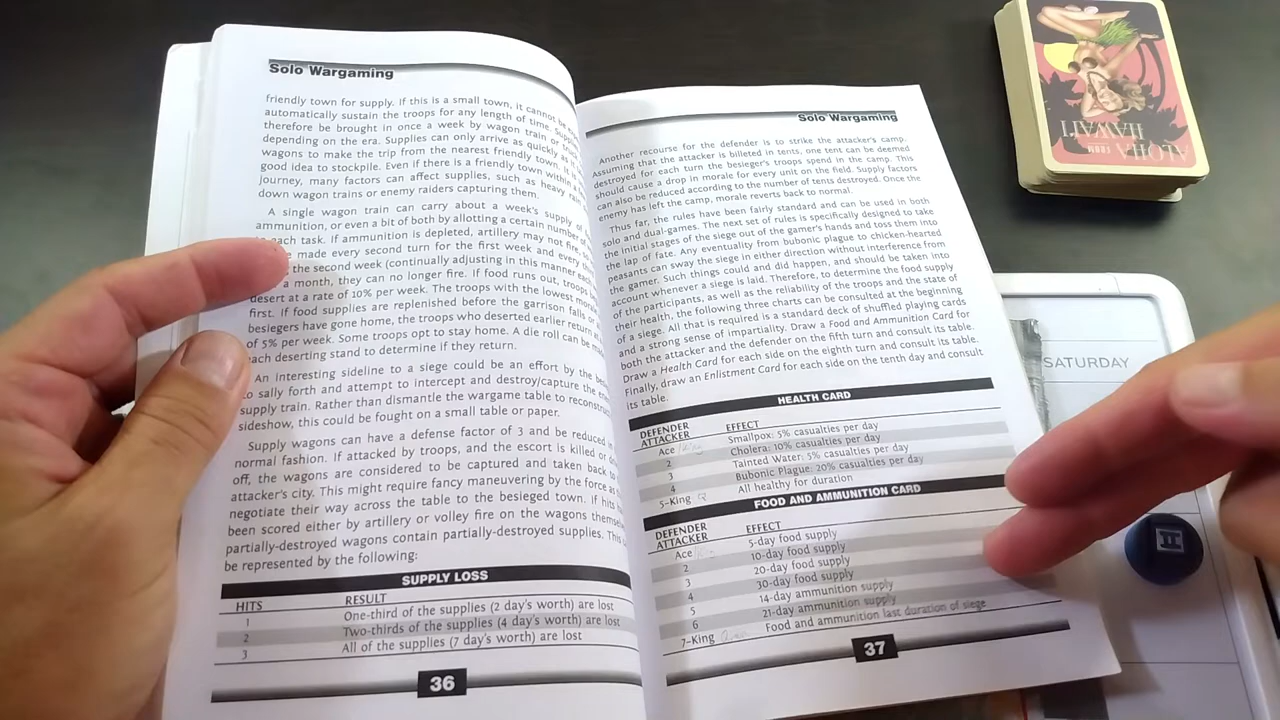 Solo Wargaming
friendly town for supply. If this is a small town, it cannot be
automatically sustain the troops for any length of time. Supplies
therefore be brought in once a week by wagon train or
depending on the era. Supplies can only arrive as quickly as it
wagons to make the trip from the nearest friendly town. It is
good idea to stockpile. Even if there is a friendly town within a
journey, many factors can affect supplies, such as heavy rain
down wagon trains or enemy raiders capturing them.
A single wagon train can carry about a week's supply of
ammunition, or even a bit of both by allotting a certain number of
to each task. If ammunition is depleted, artillery may not fire,
made every second turn for the first week and every
the second week (continually adjusting in this manner
a month, they can no longer fire. If food runs out, troops
desert at a rate of 10% per week. The troops with the lowest morale
first. If food supplies are replenished before the garrison falls or
besiegers have gone home, the troops who deserted earlier return at
of 5% per week. Some troops opt to stay home. A die roll can be made
each deserting stand to determine if they return.
An interesting sideline to a siege could be an effort by the
to sally forth and attempt to intercept and destroy/capture the
supply train. Rather than dismantle the wargame table to reconstruct
sideshow, this could be fought on a small table or paper.
Supply wagons can have a defense factor of 3 and be reduced in
normal fashion. If attacked by troops, and the escort is killed or
off, the wagons are considered to be captured and taken back to
attacker's city. This might require fancy maneuvering by the force as
negotiate their way across the table to the besieged town. If hits
been scored either by artillery or volley fire on the wagons themselves,
partially-destroyed wagons contain partially-destroyed supplies. This
be represented by the following:
SUPPLY LOSS
HITS RESULT
1 One-third of the supplies (2 day's worth) are lost
2 Two-thirds of the supplies (4 day's worth) are lost
3 All of the supplies (7 day's worth) are lost
36
Solo Wargaming
Another recourse for the defender is to strike the attacker's camp.
Assuming that the attacker is billeted in tents, one tent can be deemed
destroyed for each turn the besieger's troops spend in the camp. This
should cause a drop in morale for every unit on the field. Supply factors
can also be reduced according to the number of tents destroyed. Once the
enemy has left the camp, morale reverts back to normal.
Thus far, the rules have been fairly standard and can be used in both
solo and dual-games. The next set of rules is specifically designed to take
the initial stages of the siege out of the gamer's hands and toss them into
the lap of fate. Any eventuality from bubonic plague to chicken-hearted
peasants can sway the siege in either direction without interference from
the gamer. Such things could and did happen, and should be taken into
account whenever a siege is laid. Therefore, to determine the food supply
of the participants, as well as the reliability of the troops and the state of
their health, the following three charts can be consulted at the beginning
of a siege. All that is required is a standard deck of shuffled playing cards
and a strong sense of impartiality. Draw a Food and Ammunition Card for
both the attacker and the defender on the fifth turn and consult its table.
Draw a Health Card for each side on the eighth turn and consult its table.
Finally, draw an Enlistment Card for each side on the tenth day and consult
its table.
HEALTH CARD
DEFENDER
ATTACKER EFFECT
Ace Smallpox: 5% casualties per day
2 Cholera: 10% casualties per day
3 Tainted Water: 5% casualties per day
4 Bubonic Plague: 20% casualties per day
5-King All healthy for duration
FOOD AND AMMUNITION CARD
DEFENDER
ATTACKER EFFECT
Ace 5-day food supply
2 10-day food supply
3 20-day food supply
4 30-day food supply
5 14-day ammunition supply
6 21-day ammunition supply
7-King Food and ammunition last duration of siege
37
ALOHA
FROM
HAWAI'I
SATURDAY